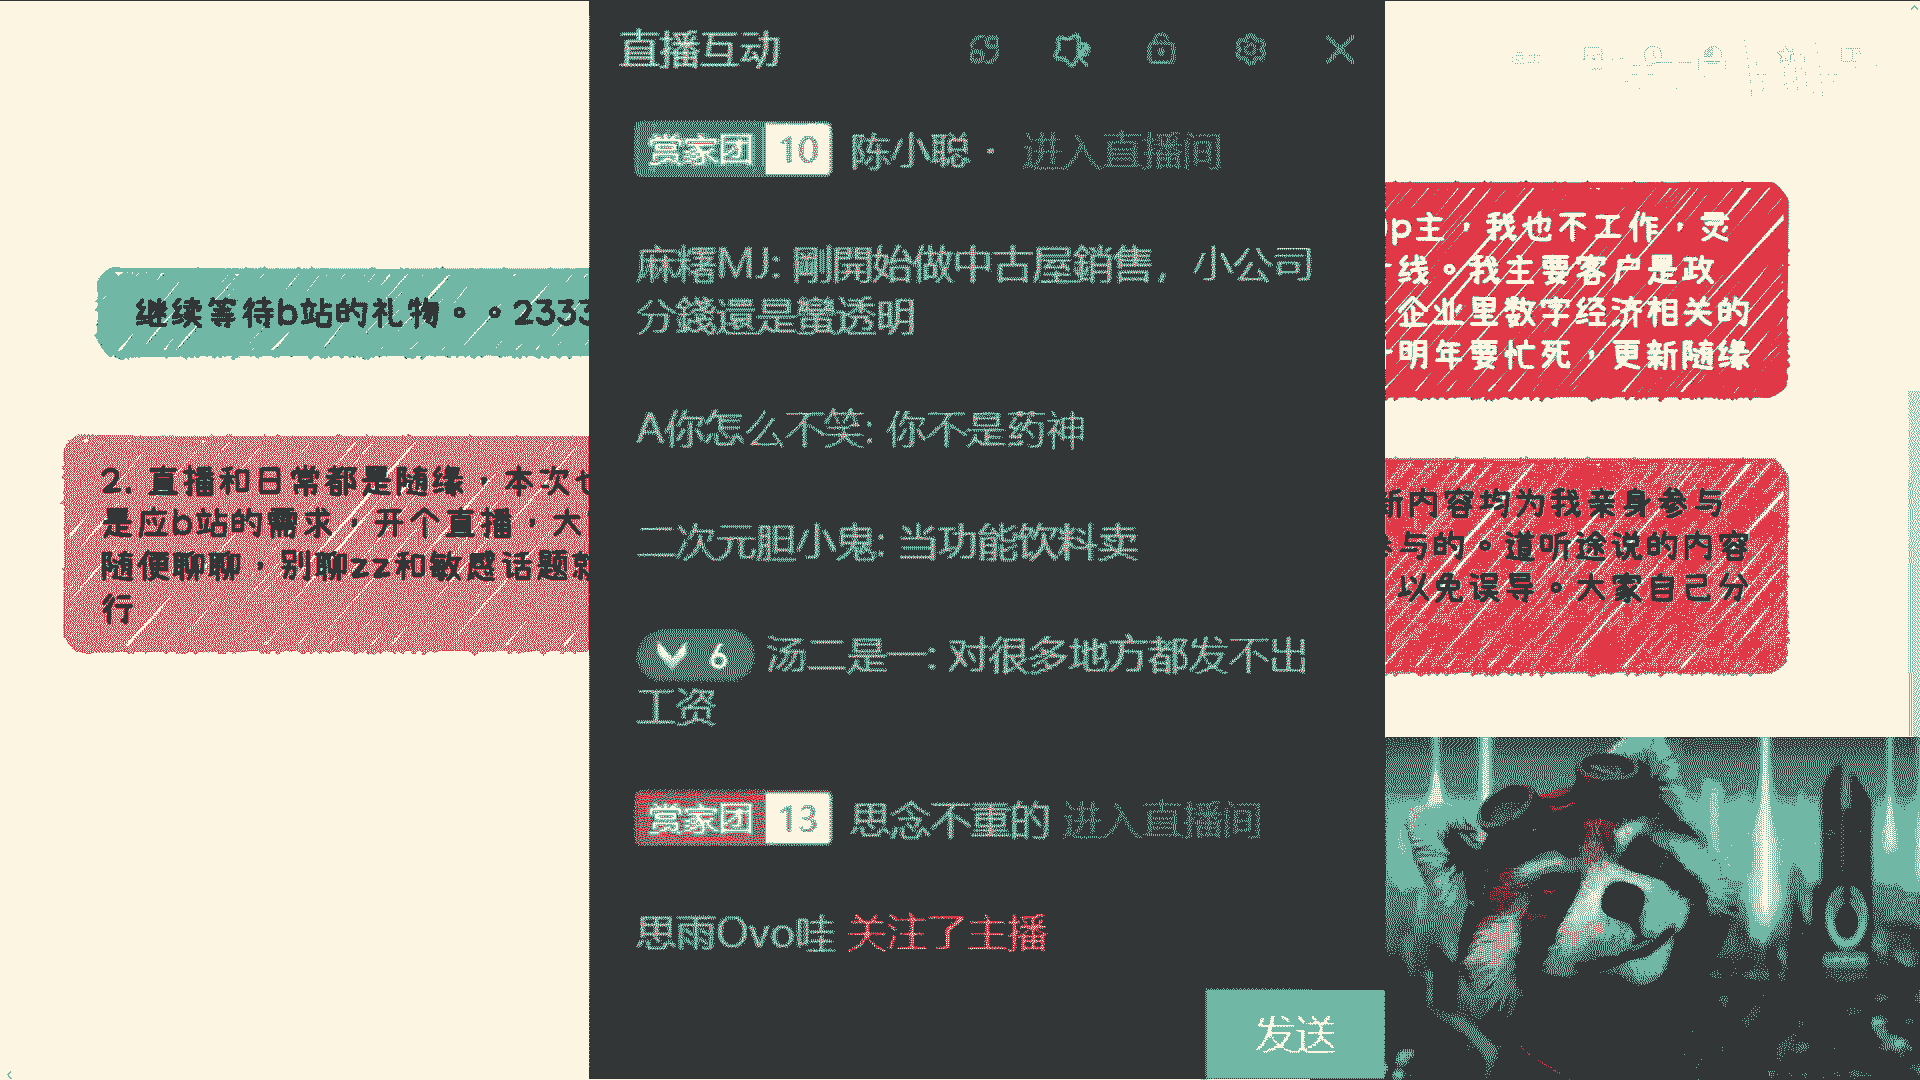 继续等待b站的礼物。。2333
2. 直播和日常都是随缘，本次也
是应b站的需求，开个直播，大
随便聊聊，别聊zz和敏感话题就
行
直播互动
赏家团 10 陈小聪· 进入直播间
麻糬MJ: 剛開始做中古屋銷售，小公司
分錢還是蠻透明
A你怎么不笑: 你不是药神
二次元胆小鬼: 当功能饮料卖
6 汤二是一: 对很多地方都发不出
工资
赏家团 13 思念不重的 进入直播间
思雨Ovo哇 关注了主播
发送
p主，我也不工作，灵
线。我主要客户是政
企业里数字经济相关的
明年要忙死，更新随缘
新内容均为我亲身参与
参与的。道听途说的内容
以免误导。大家自己分